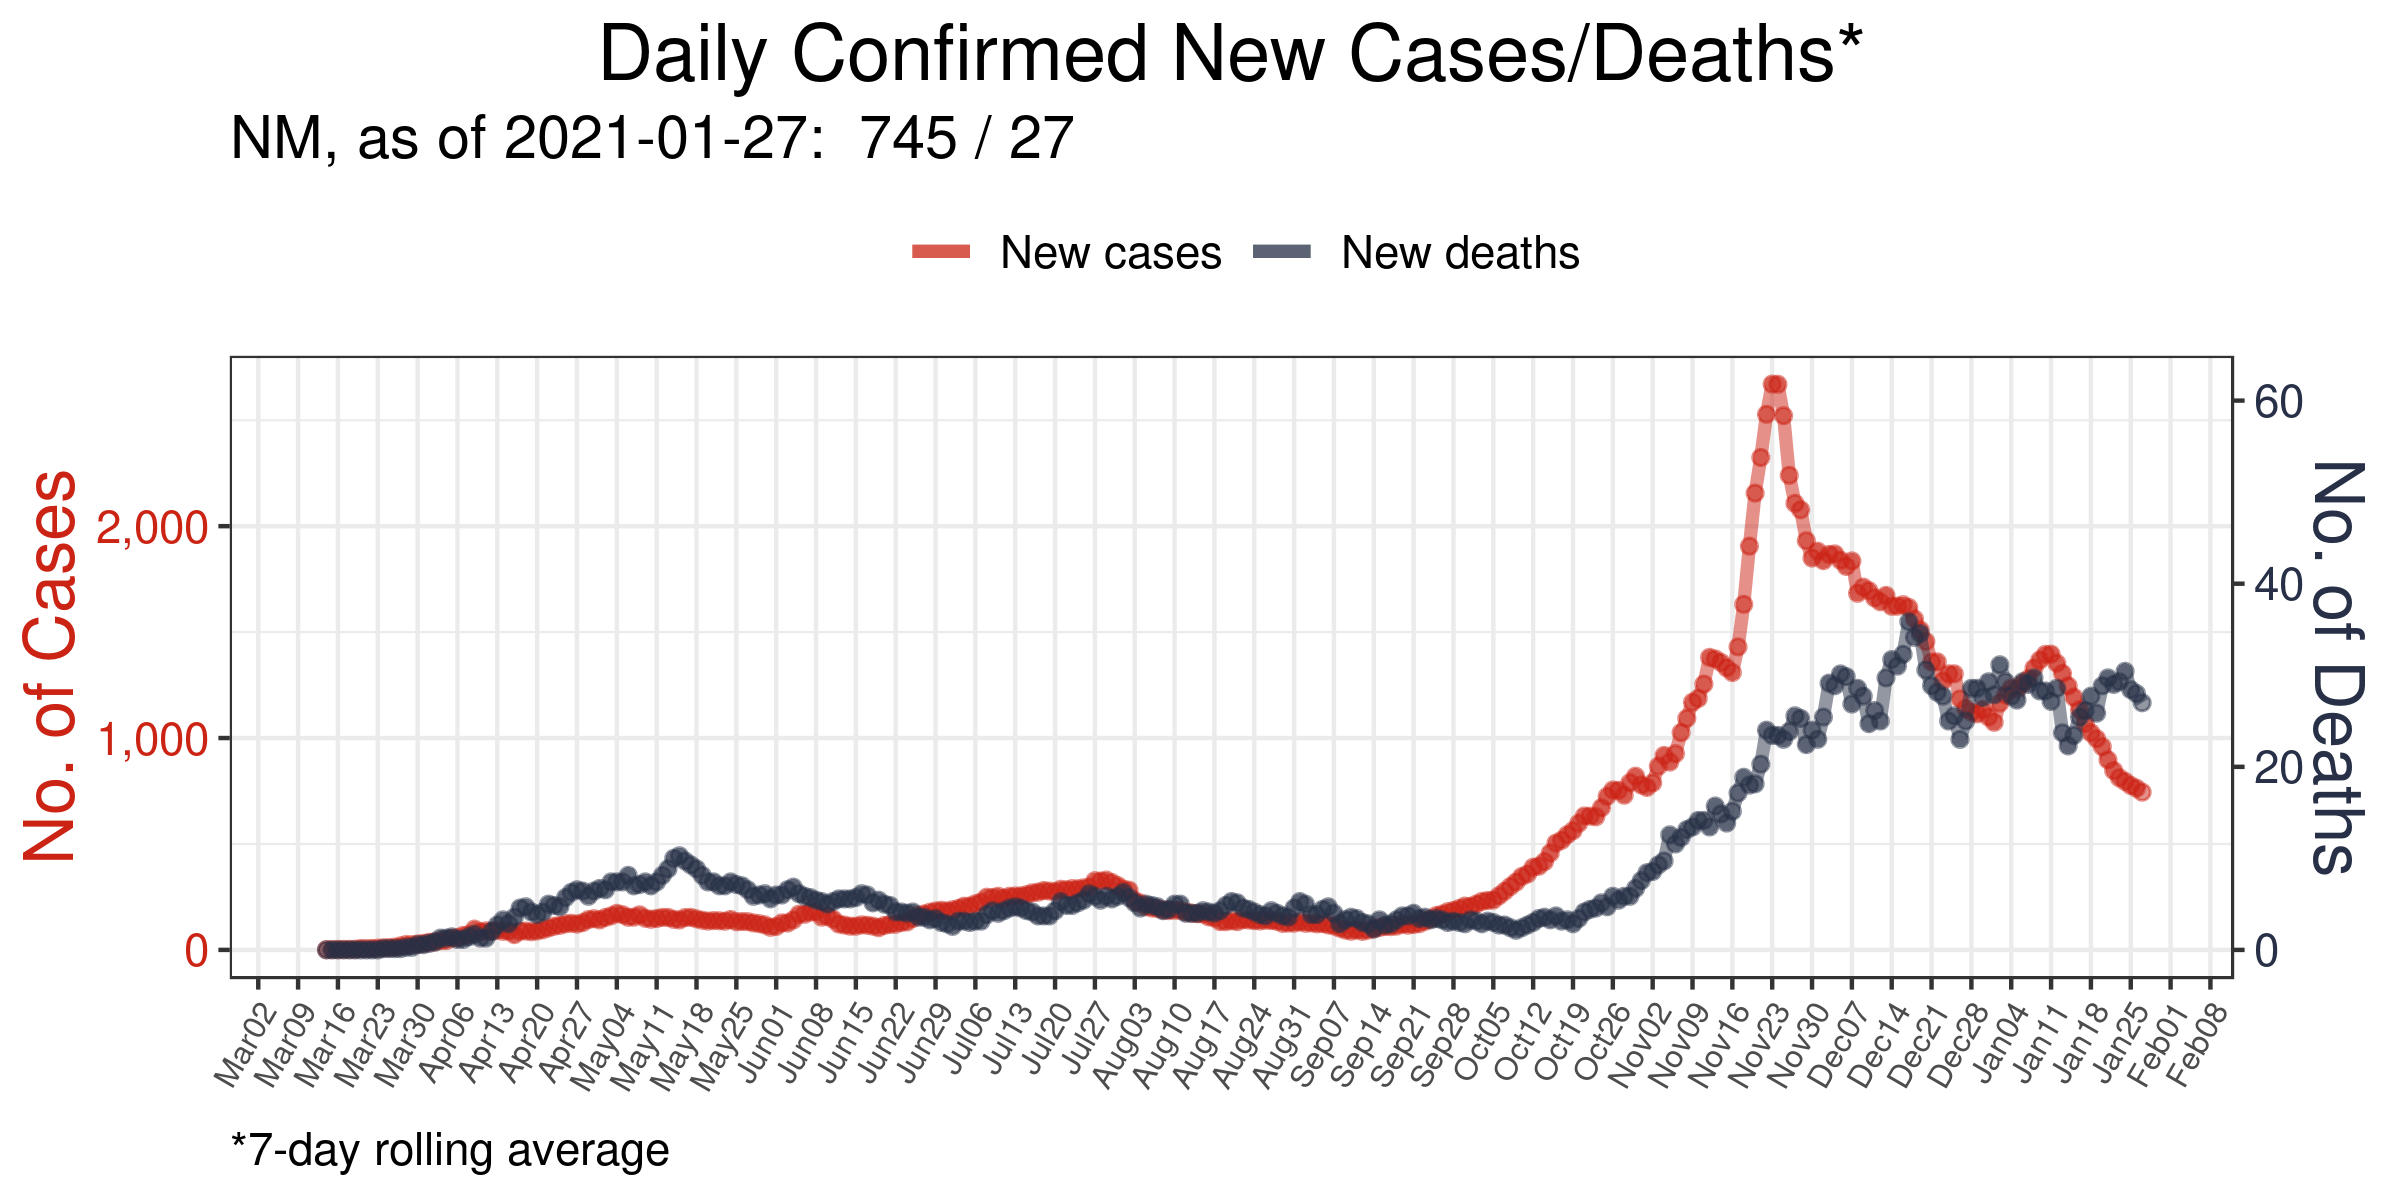 Daily Confirmed New Cases/Deaths*
NM, as of 2021-01-27:  745 / 27
New cases
New deaths
No. of Cases
2,000
1,000
0
60
40
20
0
No. of Deaths
Mar02
Mar09
Mar16
Mar23
Mar30
Apr06
Apr13
Apr20
Apr27
May04
May11
May18
May25
Jun01
Jun08
Jun15
Jun22
Jun29
Jul06
Jul13
Jul20
Jul27
Aug03
Aug10
Aug17
Aug24
Aug31
Sep07
Sep14
Sep21
Sep28
Oct05
Oct12
Oct19
Oct26
Nov02
Nov09
Nov16
Nov23
Nov30
Dec07
Dec14
Dec21
Dec28
Jan04
Jan11
Jan18
Jan25
Feb01
Feb08
*7-day rolling average